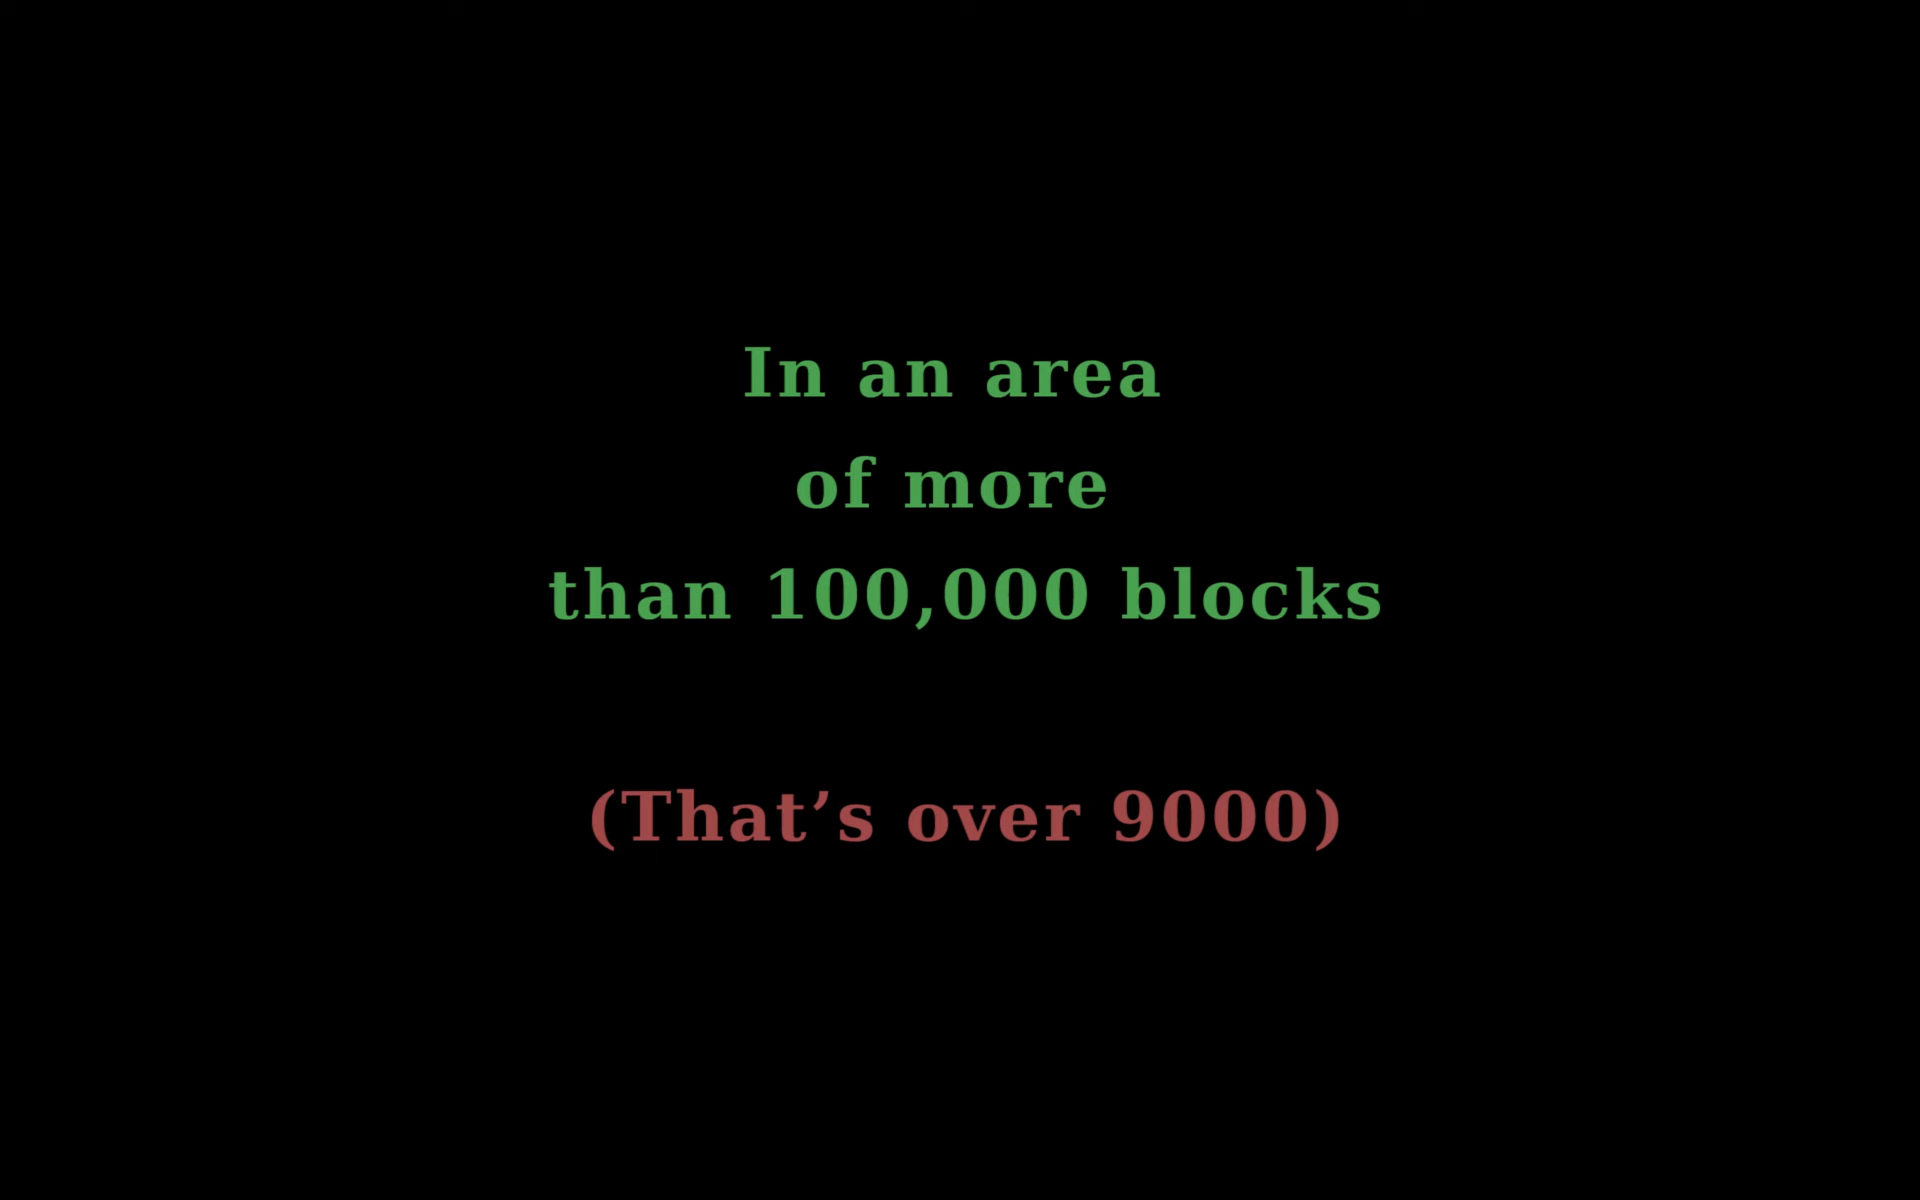 In an area
of more
than 100,000 blocks
(That’s over 9000)